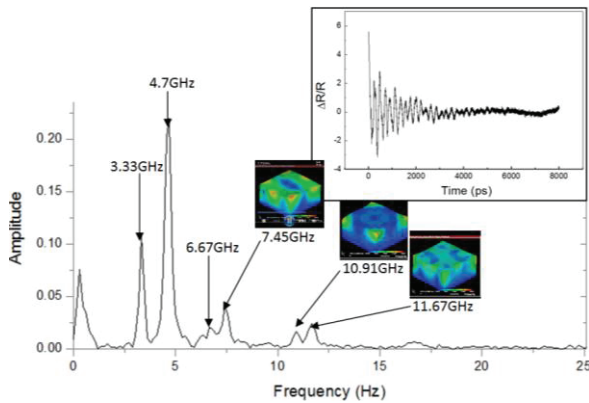 4.7GHz
3.33GHz
6.67GHz
7.45GHz
10.91GHz
11.67GHz
Amplitude
0.20
0.15
0.10
0.05
0.00
0 5 10 15 20 25
Frequency (Hz)
ΔR/R
6
4
2
0
-2
-4
0 2000 4000 6000 8000
Time (ps)